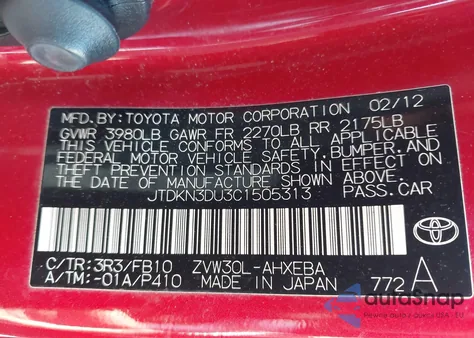 MFD. BY: TOYOTA MOTOR CORPORATION 02/12
GVWR 3980LB GAWR FR 2270LB RR 2175LB
THIS VEHICLE CONFORMS TO ALL APPLICABLE
FEDERAL MOTOR VEHICLE SAFETY, BUMPER, AND
THEFT PREVENTION STANDARDS IN EFFECT ON
THE DATE OF MANUFACTURE SHOWN ABOVE.
JTDKN3DU3C1505313 PASS. CAR
C/TR: 3R3/FB10 ZVW30L-AHXEBA
A/TM: -01A/P410 MADE IN JAPAN 772 A
TOYOTA
autoSnap